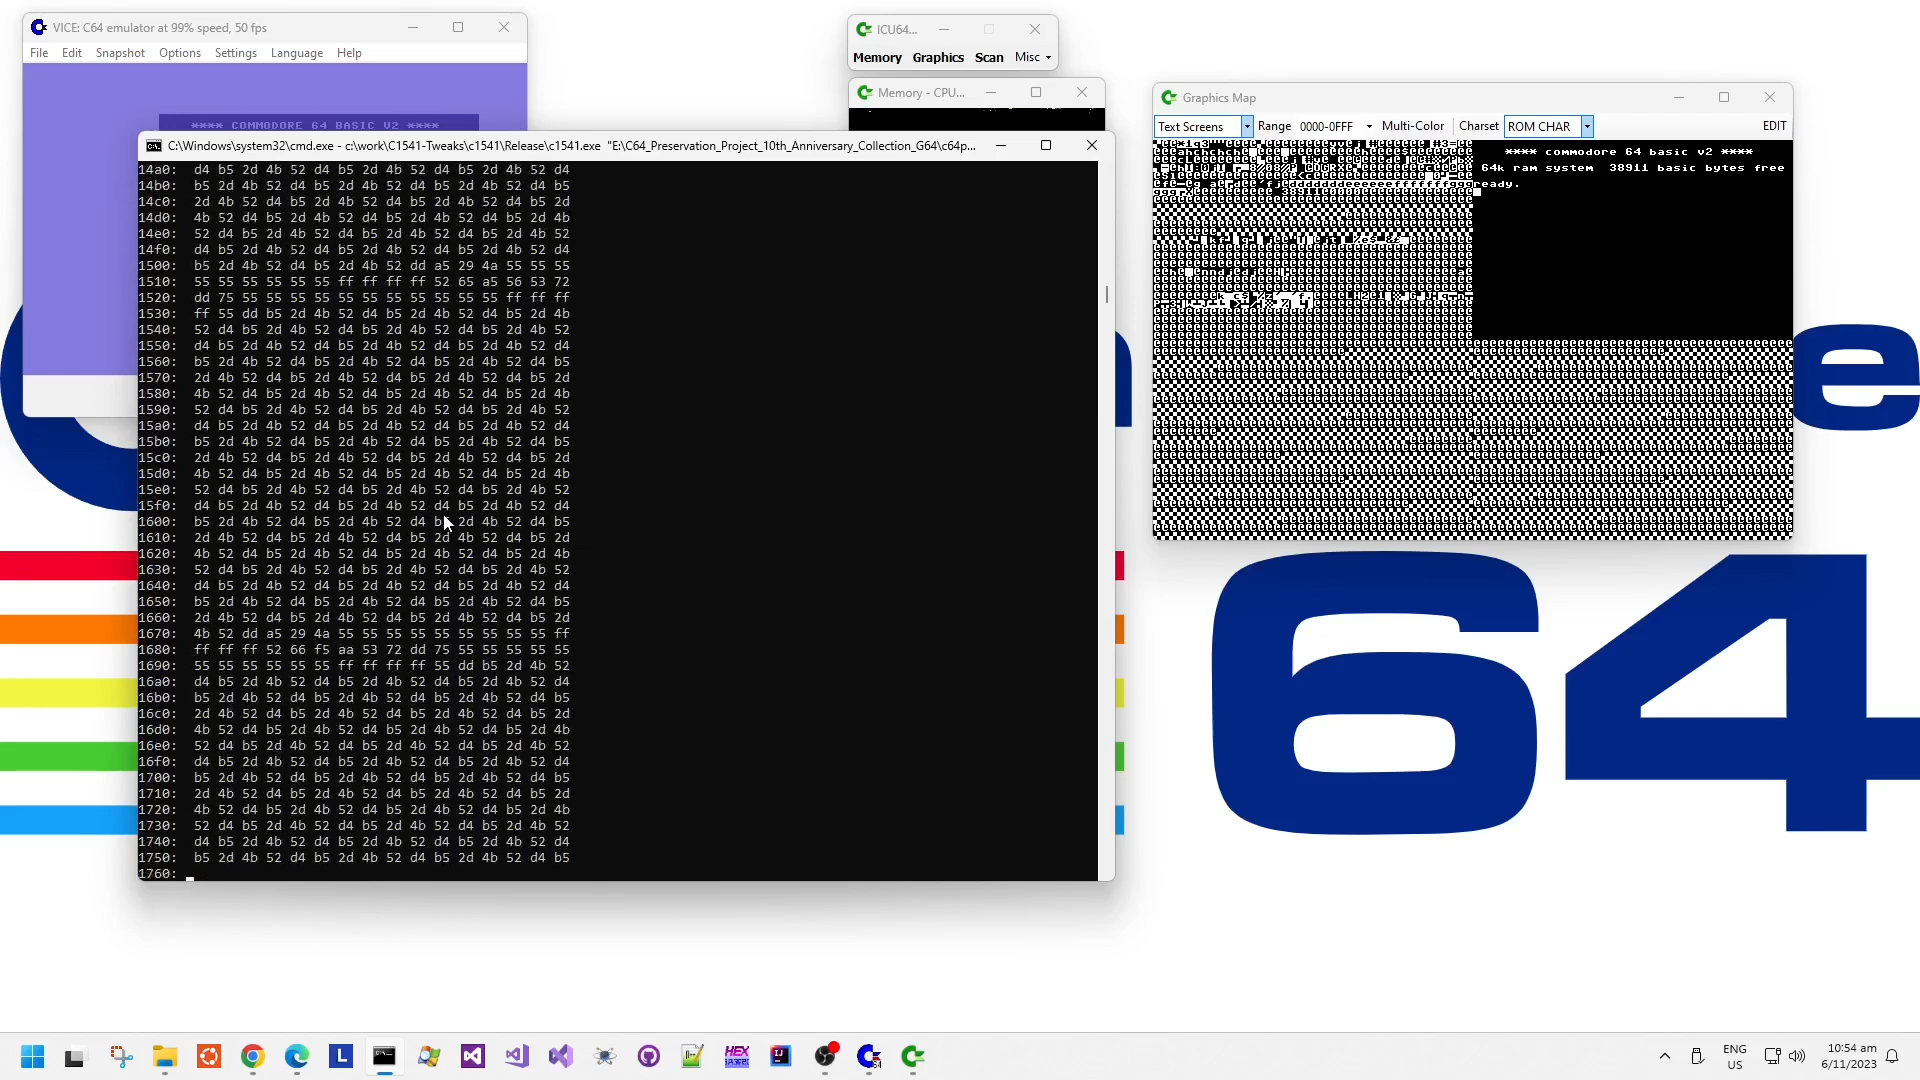 VICE: C64 emulator at 99% speed, 50 fps
File Edit Snapshot Options Settings Language Help
**** COMMODORE 64 BASIC V2 ****
ICU64...
Memory Graphics Scan Misc
Memory - CPU...
Graphics Map
Text Screens Range 0000-0FFF Multi-Color Charset ROM CHAR EDIT
**** commodore 64 basic v2 ****
64k ram system 38911 basic bytes free
ready.
C:\Windows\system32\cmd.exe - c\work\C1541-Tweaks\c1541\Release\c1541.exe "E:\C64_Preservation_Project_10th_Anniversary_Collection_G64\c64p...
14a0: d4 b5 2d 4b 52 d4 b5 2d 4b 52 d4 b5 2d 4b 52 d4
14b0: b5 2d 4b 52 d4 b5 2d 4b 52 d4 b5 2d 4b 52 d4 b5
14c0: 2d 4b 52 d4 b5 2d 4b 52 d4 b5 2d 4b 52 d4 b5 2d
14d0: 4b 52 d4 b5 2d 4b 52 d4 b5 2d 4b 52 d4 b5 2d 4b
14e0: 52 d4 b5 2d 4b 52 d4 b5 2d 4b 52 d4 b5 2d 4b 52
14f0: d4 b5 2d 4b 52 d4 b5 2d 4b 52 d4 b5 2d 4b 52 d4
1500: b5 2d 4b 52 d4 b5 2d 4b 52 dd a5 29 4a 55 55 55
1510: 55 55 55 55 55 55 ff ff ff ff 52 65 a5 56 53 72
1520: dd 75 55 55 55 55 55 55 55 55 55 55 55 ff ff ff
1530: ff 55 dd b5 2d 4b 52 d4 b5 2d 4b 52 d4 b5 2d 4b
1540: 52 d4 b5 2d 4b 52 d4 b5 2d 4b 52 d4 b5 2d 4b 52
1550: d4 b5 2d 4b 52 d4 b5 2d 4b 52 d4 b5 2d 4b 52 d4
1560: b5 2d 4b 52 d4 b5 2d 4b 52 d4 b5 2d 4b 52 d4 b5
1570: 2d 4b 52 d4 b5 2d 4b 52 d4 b5 2d 4b 52 d4 b5 2d
1580: 4b 52 d4 b5 2d 4b 52 d4 b5 2d 4b 52 d4 b5 2d 4b
1590: 52 d4 b5 2d 4b 52 d4 b5 2d 4b 52 d4 b5 2d 4b 52
15a0: d4 b5 2d 4b 52 d4 b5 2d 4b 52 d4 b5 2d 4b 52 d4
15b0: b5 2d 4b 52 d4 b5 2d 4b 52 d4 b5 2d 4b 52 d4 b5
15c0: 2d 4b 52 d4 b5 2d 4b 52 d4 b5 2d 4b 52 d4 b5 2d
15d0: 4b 52 d4 b5 2d 4b 52 d4 b5 2d 4b 52 d4 b5 2d 4b
15e0: 52 d4 b5 2d 4b 52 d4 b5 2d 4b 52 d4 b5 2d 4b 52
15f0: d4 b5 2d 4b 52 d4 b5 2d 4b 52 d4 b5 2d 4b 52 d4
1600: b5 2d 4b 52 d4 b5 2d 4b 52 d4 b5 2d 4b 52 d4 b5
1610: 2d 4b 52 d4 b5 2d 4b 52 d4 b5 2d 4b 52 d4 b5 2d
1620: 4b 52 d4 b5 2d 4b 52 d4 b5 2d 4b 52 d4 b5 2d 4b
1630: 52 d4 b5 2d 4b 52 d4 b5 2d 4b 52 d4 b5 2d 4b 52
1640: d4 b5 2d 4b 52 d4 b5 2d 4b 52 d4 b5 2d 4b 52 d4
1650: b5 2d 4b 52 d4 b5 2d 4b 52 d4 b5 2d 4b 52 d4 b5
1660: 2d 4b 52 d4 b5 2d 4b 52 d4 b5 2d 4b 52 d4 b5 2d
1670: 4b 52 dd a5 29 4a 55 55 55 55 55 55 55 55 55 ff
1680: ff ff ff 52 66 f5 aa 53 72 dd 75 55 55 55 55 55
1690: 55 55 55 55 55 55 ff ff ff ff 55 dd b5 2d 4b 52
16a0: d4 b5 2d 4b 52 d4 b5 2d 4b 52 d4 b5 2d 4b 52 d4
16b0: b5 2d 4b 52 d4 b5 2d 4b 52 d4 b5 2d 4b 52 d4 b5
16c0: 2d 4b 52 d4 b5 2d 4b 52 d4 b5 2d 4b 52 d4 b5 2d
16d0: 4b 52 d4 b5 2d 4b 52 d4 b5 2d 4b 52 d4 b5 2d 4b
16e0: 52 d4 b5 2d 4b 52 d4 b5 2d 4b 52 d4 b5 2d 4b 52
16f0: d4 b5 2d 4b 52 d4 b5 2d 4b 52 d4 b5 2d 4b 52 d4
1700: b5 2d 4b 52 d4 b5 2d 4b 52 d4 b5 2d 4b 52 d4 b5
1710: 2d 4b 52 d4 b5 2d 4b 52 d4 b5 2d 4b 52 d4 b5 2d
1720: 4b 52 d4 b5 2d 4b 52 d4 b5 2d 4b 52 d4 b5 2d 4b
1730: 52 d4 b5 2d 4b 52 d4 b5 2d 4b 52 d4 b5 2d 4b 52
1740: d4 b5 2d 4b 52 d4 b5 2d 4b 52 d4 b5 2d 4b 52 d4
1750: b5 2d 4b 52 d4 b5 2d 4b 52 d4 b5 2d 4b 52 d4 b5
1760:
e
64
ENG
US
10:54 am
6/11/2023